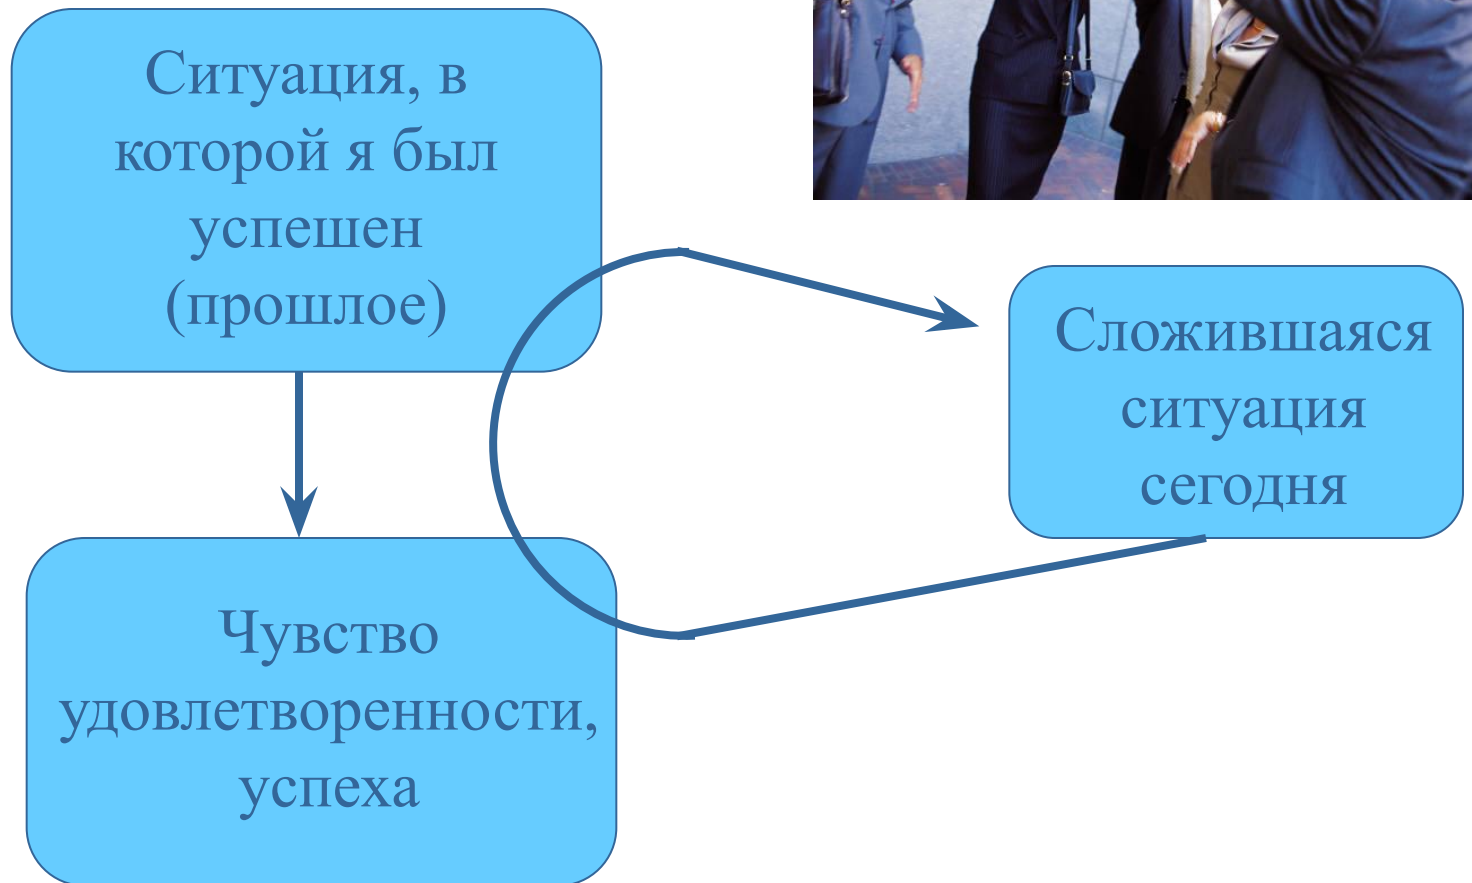 Ситуация, в
которой я был
успешен
(прошлое)
Сложившаяся
ситуация
сегодня
Чувство
удовлетворенности,
успеха